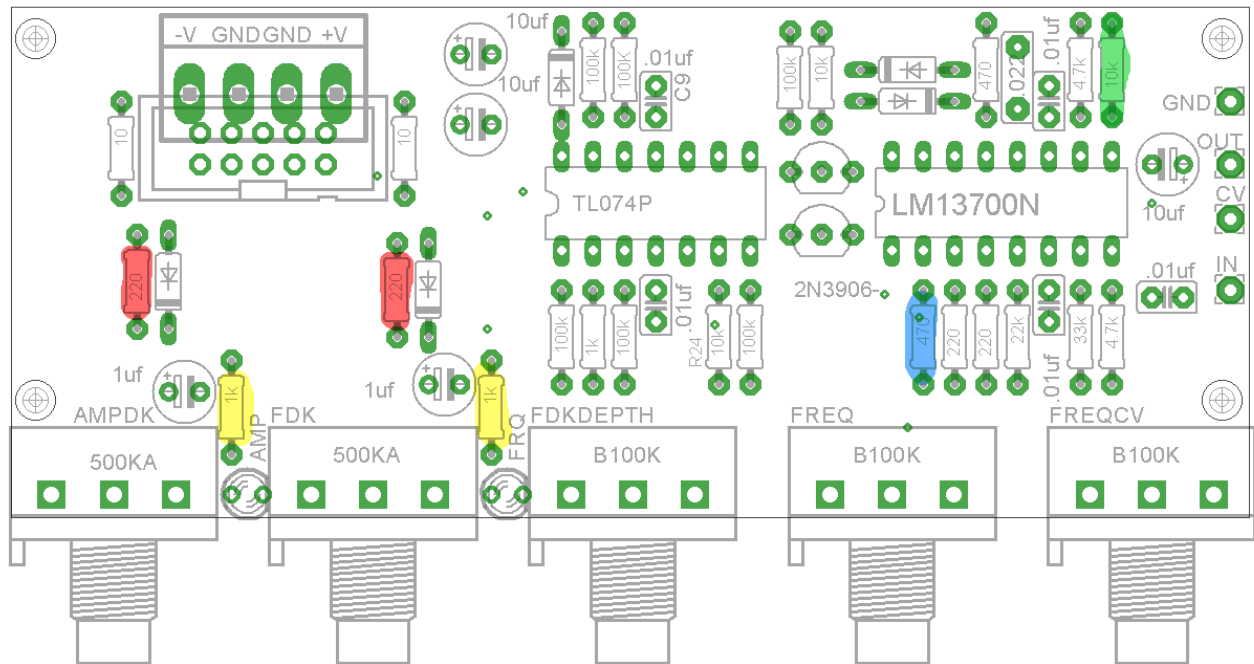 -V GND GND +V
10uf
10uf
10
10
100k
100k
.01uf
C9
100k
10k
470
.022
.01uf
4.7k
10k
GND
OUT
CV
IN
10uf
TL074P
LM13700N
220
220
2N3906-
.01uf
100k
1k
100k
.01uf
R24
10k
100k
470
220
220
22k
.01uf
33k
4.7k
1uf
1k
1uf
1k
AMPDK
AMP
FDK
FRQ
FDKDEPTH
FREQ
FREQCV
500KA
500KA
B100K
B100K
B100K